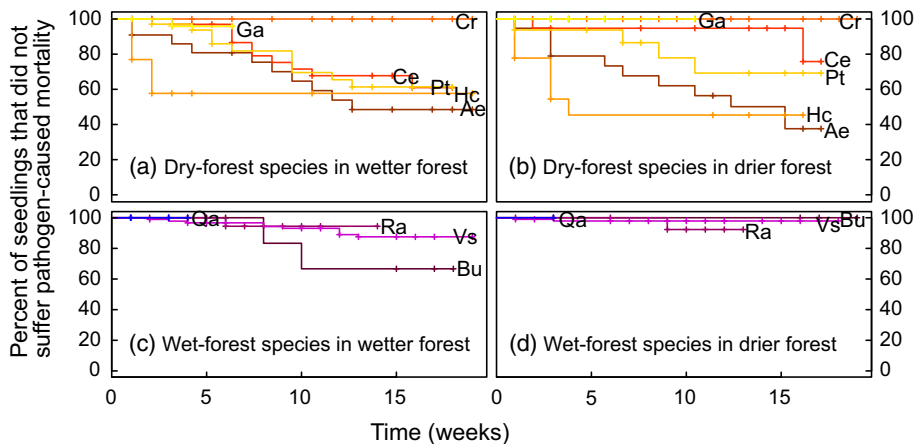 Percent of seedlings that did not
suffer pathogen-caused mortality
100
80
60
40
20
0
Ga
Cr
Ce
Pt
Hc
Ae
(a) Dry-forest species in wetter forest
100
80
60
40
20
0
Ga
Cr
Ce
Pt
Hc
Ae
(b) Dry-forest species in drier forest
100
80
60
40
20
0
Qa
Ra
Vs
Bu
(c) Wet-forest species in wetter forest
0 5 10 15
100
80
60
40
20
0
Qa
Ra
Vs
Bu
(d) Wet-forest species in drier forest
0 5 10 15
Time (weeks)